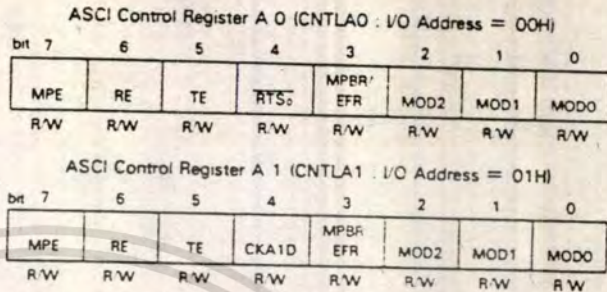 ASCI Control Register A 0 (CNTLA0 : I/O Address = 00H)
bit 7 6 5 4 3 2 1 0
MPE RE TE RTS₀ MPBR/ EFR MOD2 MOD1 MOD0
R/W R/W R/W R/W R/W R/W R/W R/W
ASCI Control Register A 1 (CNTLA1 : I/O Address = 01H)
bit 7 6 5 4 3 2 1 0
MPE RE TE CKA1D MPBR EFR MOD2 MOD1 MOD0
R/W R/W R/W R/W R/W R/W R/W R/W